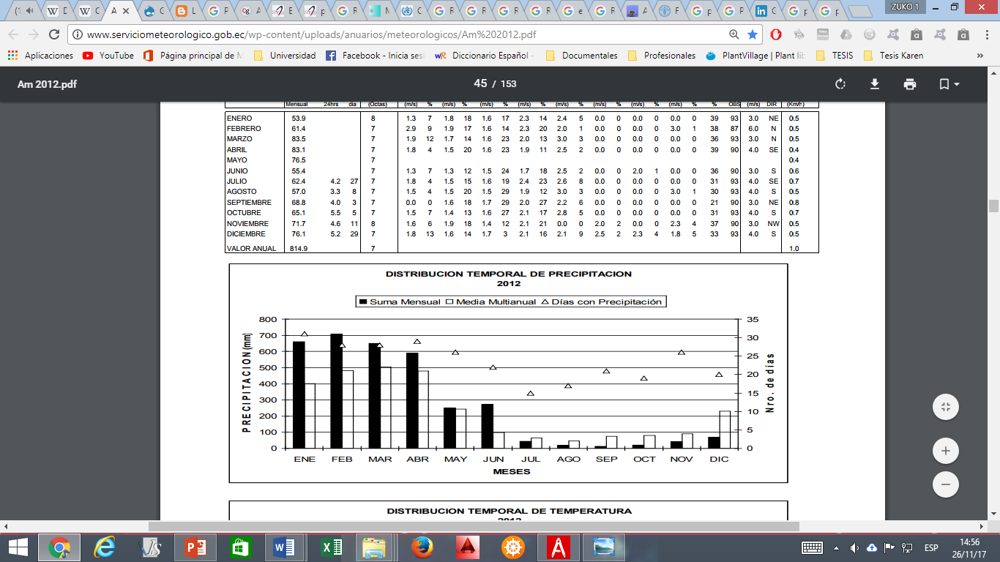 ZUKO 1
www.serviciometeorologico.gob.ec/wp-content/uploads/anuarios/meteorologicos/Am%202012.pdf
Aplicaciones YouTube Página principal de Universidad Facebook - Inicia sesi Diccionario Español - Documentales Profesionales PlantVillage | Plant lib TESIS Tesis Karen »
Am 2012.pdf 45 / 153
Mensual 24hrs dia (Octas) (m/s) % (m/s) % (m/s) % (m/s) % (m/s) % (m/s) % (m/s) % (m/s) % % OBS (m/s) DIR (Km/h)
ENERO 53.9 8 1.3 7 1.8 18 1.6 17 2.3 14 2.4 5 0.0 0 0.0 0 0.0 0 39 93 3.0 NE 0.5
FEBRERO 61.4 7 2.9 9 1.9 17 1.6 14 2.3 20 2.0 1 0.0 0 0.0 0 3.0 1 38 87 6.0 N 0.5
MARZO 83.5 7 1.9 12 1.7 14 1.6 23 2.0 13 3.0 3 0.0 0 0.0 0 0.0 0 36 93 3.0 N 0.5
ABRIL 83.1 7 1.8 4 1.5 20 1.6 23 1.9 11 2.5 2 0.0 0 0.0 0 0.0 0 39 90 4.0 SE 0.4
MAYO 76.5 7 0.4
JUNIO 55.4 7 1.3 7 1.3 12 1.5 24 1.7 18 2.5 2 0.0 0 2.0 1 0.0 0 36 90 3.0 S 0.6
JULIO 62.4 4.2 27 7 1.8 4 1.5 15 1.6 19 2.4 23 2.6 8 0.0 0 0.0 0 0.0 0 31 93 4.0 SE 0.7
AGOSTO 57.0 3.3 8 7 1.5 4 1.5 20 1.5 29 1.9 12 3.0 3 0.0 0 0.0 0 3.0 1 30 93 4.0 S 0.5
SEPTIEMBRE 68.8 4.0 3 7 0.0 0 1.6 18 1.7 29 2.0 27 2.2 6 0.0 0 0.0 0 0.0 0 21 90 3.0 NE 0.8
OCTUBRE 65.1 5.5 5 7 1.5 7 1.4 13 1.6 27 2.1 17 2.8 5 0.0 0 0.0 0 0.0 0 31 93 4.0 S 0.7
NOVIEMBRE 71.7 4.6 11 8 1.6 6 1.9 18 1.4 12 2.1 21 0.0 0 2.0 2 0.0 0 2.3 4 37 90 3.0 NW 0.5
DICIEMBRE 76.1 5.2 29 7 1.8 13 1.6 14 1.7 3 2.1 16 2.1 9 2.5 2 2.3 4 1.8 5 33 93 4.0 S 0.5
VALOR ANUAL 814.9 7 1.0
DISTRIBUCION TEMPORAL DE PRECIPITACION
2012
Suma Mensual Media Multianual Días con Precipitación
PRECIPITACION (mm)
800
700
600
500
400
300
200
100
0
35
30
25
20
15
10
5
0
Nro. de días
ENE FEB MAR ABR MAY JUN JUL AGO SEP OCT NOV DIC
MESES
DISTRIBUCION TEMPORAL DE TEMPERATURA
2012
ESP
14:56
26/11/17